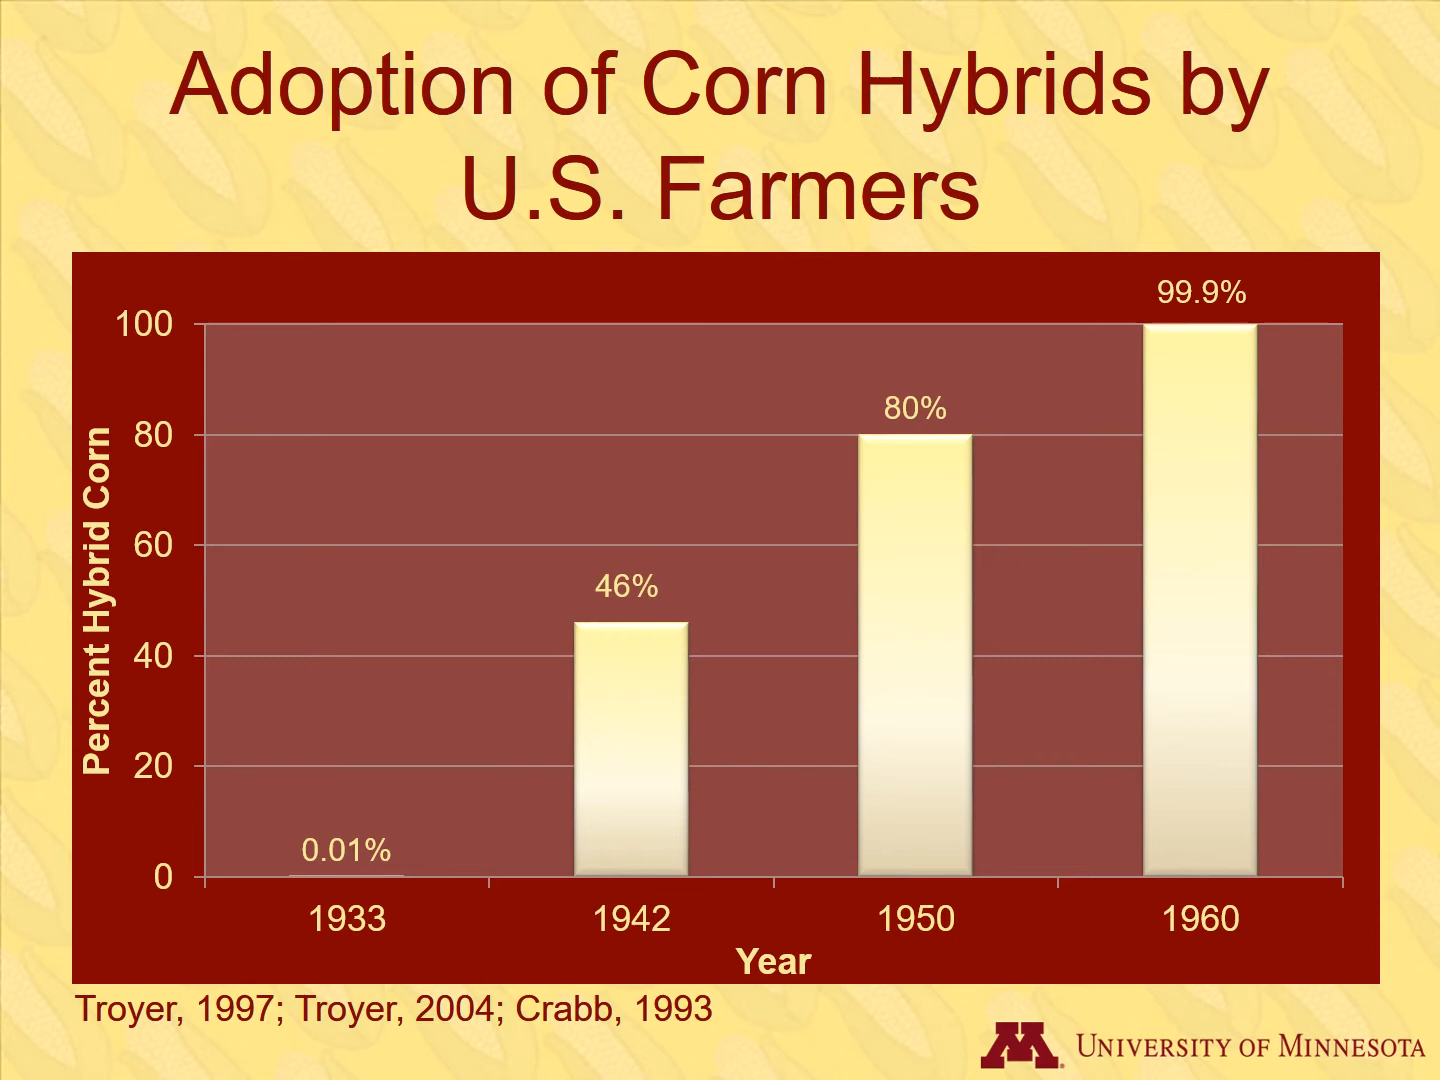 Adoption of Corn Hybrids by
U.S. Farmers
99.9%
100
80%
80
60
46%
40
20
0.01%
0
Percent Hybrid Corn
1933 1942 1950 1960
Year
Troyer, 1997; Troyer, 2004; Crabb, 1993
M
UNIVERSITY OF MINNESOTA